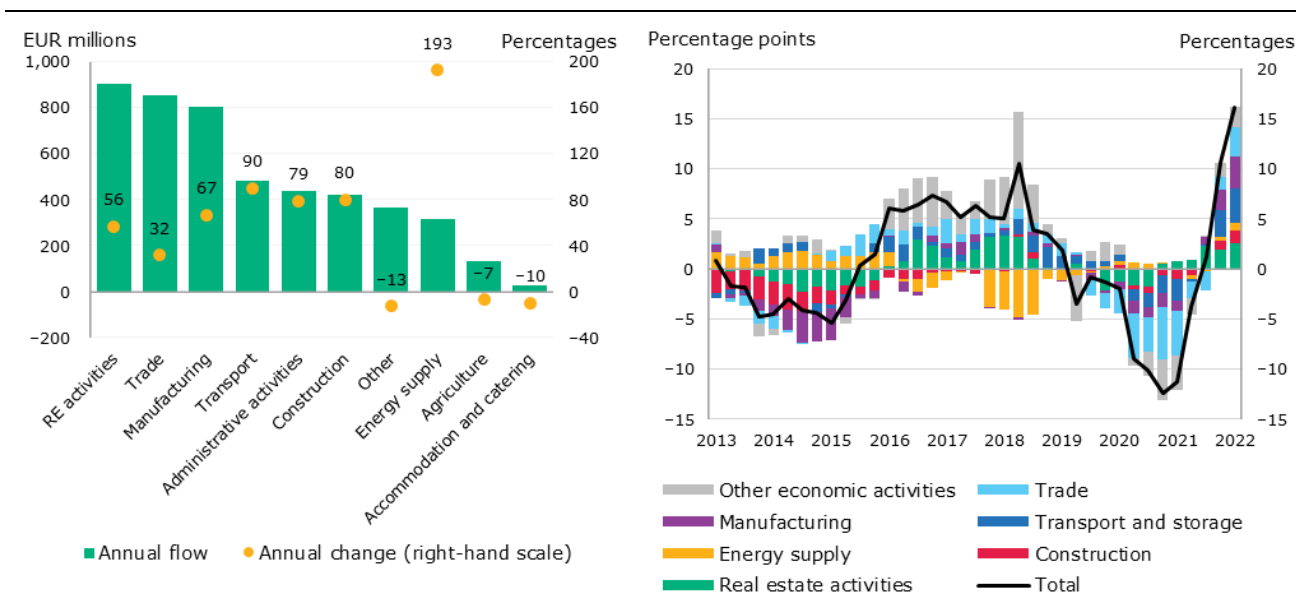 EUR millions
Percentages
193
1,000
200
800
160
600
120
400
80
200
40
0
0
−200
−40
56
32
67
90
79
80
−13
−7
−10
RE activities
Trade
Manufacturing
Transport
Administrative activities
Construction
Other
Energy supply
Agriculture
Accommodation and catering
Annual flow
Annual change (right-hand scale)
Percentage points
Percentages
20
20
15
15
10
10
5
5
0
0
−5
−5
−10
−10
−15
−15
2013 2014 2015 2016 2017 2018 2019 2020 2021 2022
Other economic activities
Trade
Manufacturing
Transport and storage
Energy supply
Construction
Real estate activities
Total